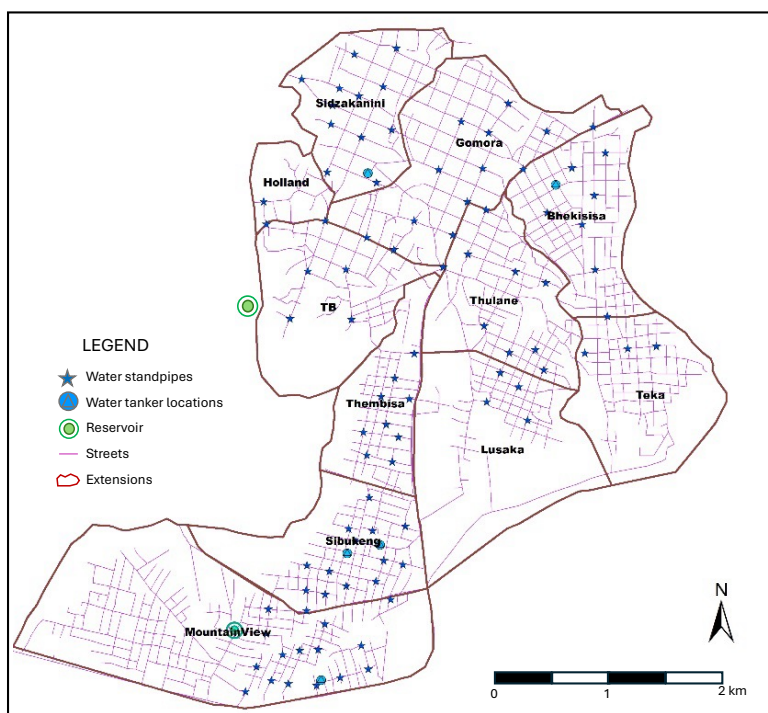 Sidzakanini
Gomora
Holland
Bhekisisa
TB
Thulane
LEGEND
Water standpipes
Water tanker locations
Reservoir
Streets
Extensions
Thembisa
Teka
Lusaka
Sibukeng
MountainView
N
0 1 2 km